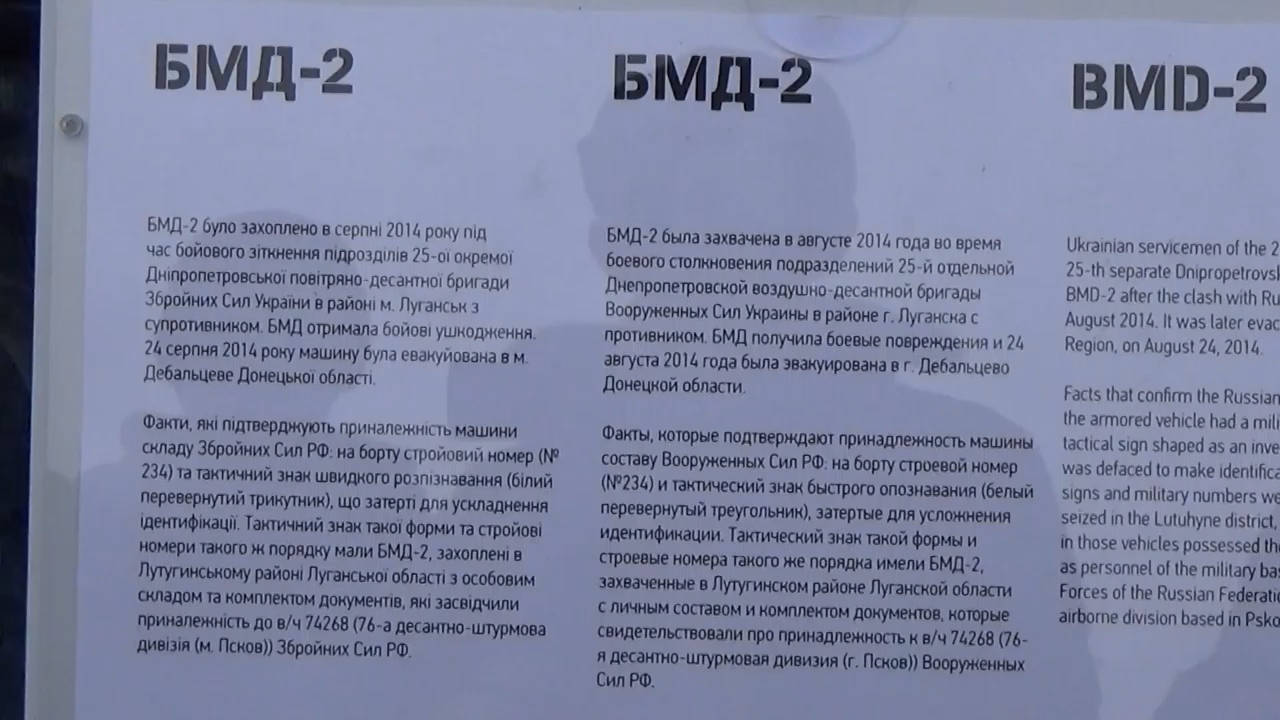 БМД-2
БМД-2 було захоплено в серпні 2014 року під
час бойового зіткнення підрозділів 25-ої окремої
Дніпропетровської повітряно-десантної бригади
Збройних Сил України в районі м. Луганськ з
супротивником. БМД отримала бойові ушкодження.
24 серпня 2014 року машину була евакуйована в м.
Дебальцеве Донецької області.
Факти, які підтверджують приналежність машини
складу Збройних Сил РФ: на борту стройовий номер (№
234) та тактичний знак швидкого розпізнавання (білий
перевернутий трикутник), що затерті для ускладнення
ідентифікації. Тактичний знак такої форми та стройові
номери такого ж порядку мали БМД-2, захоплені в
Лутугинському районі Луганської області з особовим
складом та комплектом документів, які засвідчили
приналежність до в/ч 74268 (76-а десантно-штурмова
дивізія (м. Псков)) Збройних Сил РФ.
БМД-2
БМД-2 была захвачена в августе 2014 года во время
боевого столкновения подразделений 25-й отдельной
Днепропетровской воздушно-десантной бригады
Вооруженных Сил Украины в районе г. Луганска с
противником. БМД получила боевые повреждения и 24
августа 2014 года была эвакуирована в г. Дебальцево
Донецкой области.
Факты, которые подтверждают принадлежность машины
составу Вооруженных Сил РФ: на борту строевой номер
(№234) и тактический знак быстрого опознавания (белый
перевернутый треугольник), затертые для усложнения
идентификации. Тактический знак такой формы и
строевые номера такого же порядка имели БМД-2,
захваченные в Лутугинском районе Луганской области
с личным составом и комплектом документов, которые
свидетельствовали про принадлежность к в/ч 74268 (76-
я десантно-штурмовая дивизия (г. Псков)) Вооруженных
Сил РФ.
BMD-2
Ukrainian servicemen of the 2
25-th separate Dnipropetrovsk
BMD-2 after the clash with Ru
August 2014. It was later evac
Region, on August 24, 2014.
Facts that confirm the Russian
the armored vehicle had a mili
tactical sign shaped as an inve
was defaced to make identifica
signs and military numbers we
seized in the Lutuhyne district,
in those vehicles possessed the
as personnel of the military bas
Forces of the Russian Federatio
airborne division based in Psko